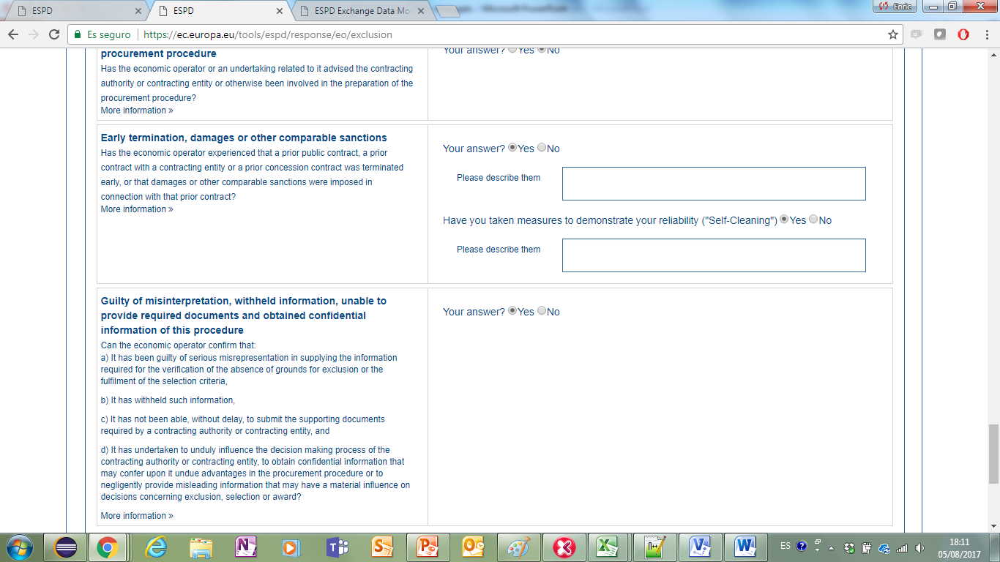 ESPD
ESPD
ESPD Exchange Data Mo
Enric
Es seguro
https://ec.europa.eu/tools/espd/response/eo/exclusion
procurement procedure
Your answer? Yes No
Has the economic operator or an undertaking related to it advised the contracting
authority or contracting entity or otherwise been involved in the preparation of the
procurement procedure?
More information »
Early termination, damages or other comparable sanctions
Has the economic operator experienced that a prior public contract, a prior
contract with a contracting entity or a prior concession contract was terminated
early, or that damages or other comparable sanctions were imposed in
connection with that prior contract?
More information »
Your answer? Yes No
Please describe them
Have you taken measures to demonstrate your reliability ("Self-Cleaning") Yes No
Please describe them
Guilty of misinterpretation, withheld information, unable to
provide required documents and obtained confidential
information of this procedure
Can the economic operator confirm that:
a) It has been guilty of serious misrepresentation in supplying the information
required for the verification of the absence of grounds for exclusion or the
fulfilment of the selection criteria,
b) It has withheld such information,
c) It has not been able, without delay, to submit the supporting documents
required by a contracting authority or contracting entity, and
d) It has undertaken to unduly influence the decision making process of the
contracting authority or contracting entity, to obtain confidential information that
may confer upon it undue advantages in the procurement procedure or to
negligently provide misleading information that may have a material influence on
decisions concerning exclusion, selection or award?
More information »
Your answer? Yes No
ES
18:11
05/08/2017